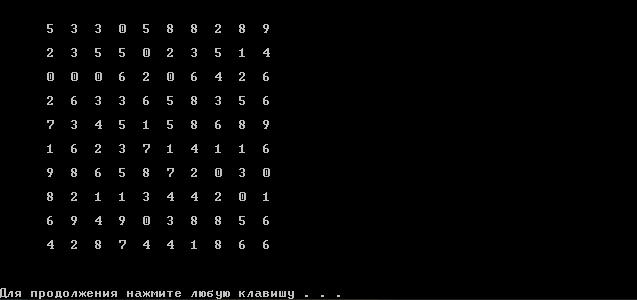 5 3 3 0 5 8 8 2 8 9
2 3 5 5 0 2 3 5 1 4
0 0 0 6 2 0 6 4 2 6
2 6 3 3 6 5 8 3 5 6
7 3 4 5 1 5 8 6 8 9
1 6 2 3 7 1 4 1 1 6
9 8 6 5 8 7 2 0 3 0
8 2 1 1 3 4 4 2 0 1
6 9 4 9 0 3 8 8 5 6
4 2 8 7 4 4 1 8 6 6
Для продолжения нажмите любую клавишу . . .